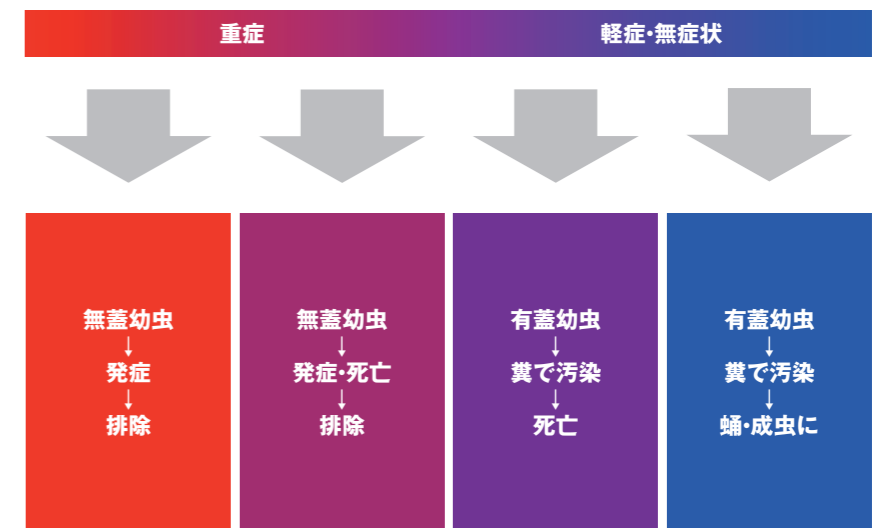 重症
軽症・無症状
無蓋幼虫
↓
発症
↓
排除
無蓋幼虫
↓
発症・死亡
↓
排除
有蓋幼虫
↓
糞で汚染
↓
死亡
有蓋幼虫
↓
糞で汚染
↓
蛹・成虫に